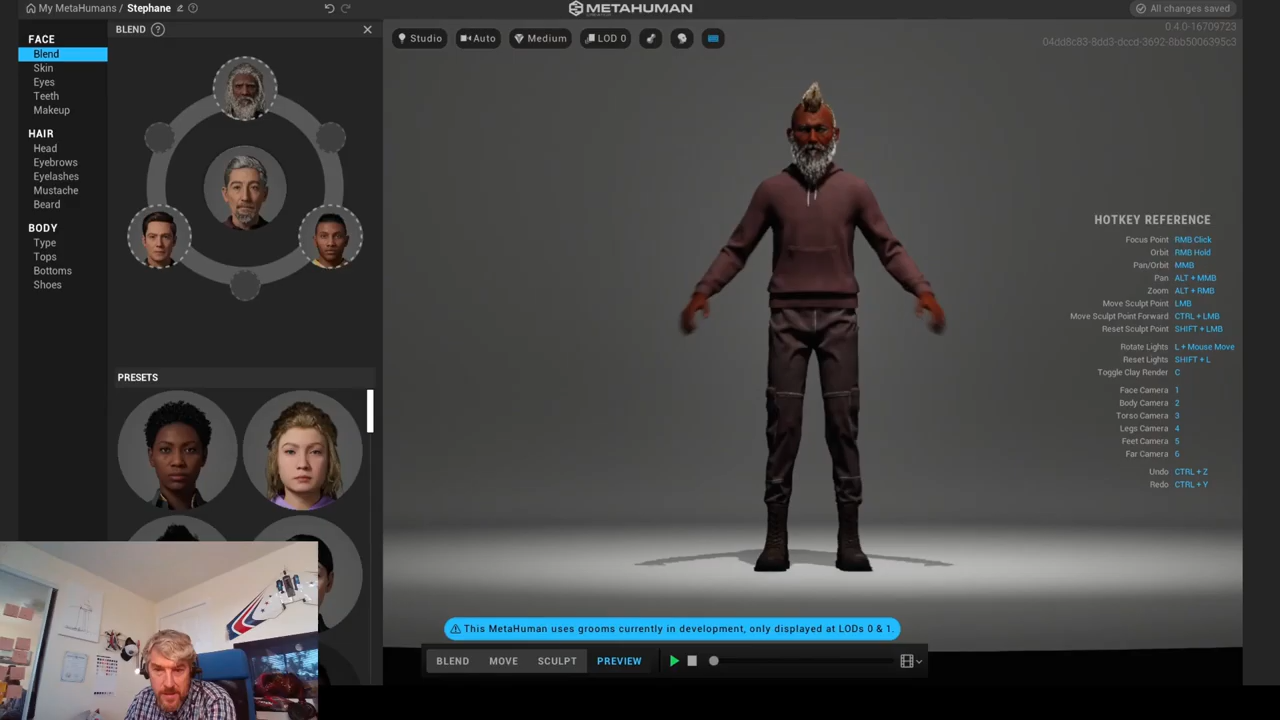 My MetaHumans / Stephane
METAHUMAN
CREATOR
All changes saved
0.4.0-16709723
04dd8c83-8dd3-dccd-3692-8bb5006395c3
FACE
Blend
Skin
Eyes
Teeth
Makeup
HAIR
Head
Eyebrows
Eyelashes
Mustache
Beard
BODY
Type
Tops
Bottoms
Shoes
BLEND
PRESETS
Studio
Auto
Medium
LOD 0
HOTKEY REFERENCE
Focus Point RMB Click
Orbit RMB Hold
Pan/Orbit MMB
Pan ALT + MMB
Zoom ALT + RMB
Move Sculpt Point LMB
Move Sculpt Point Forward CTRL + LMB
Reset Sculpt Point SHIFT + LMB
Rotate Lights L + Mouse Move
Reset Lights SHIFT + L
Toggle Clay Render C
Face Camera 1
Body Camera 2
Torso Camera 3
Legs Camera 4
Feet Camera 5
Far Camera 6
Undo CTRL + Z
Redo CTRL + Y
This MetaHuman uses grooms currently in development, only displayed at LODs 0 & 1.
BLEND
MOVE
SCULPT
PREVIEW